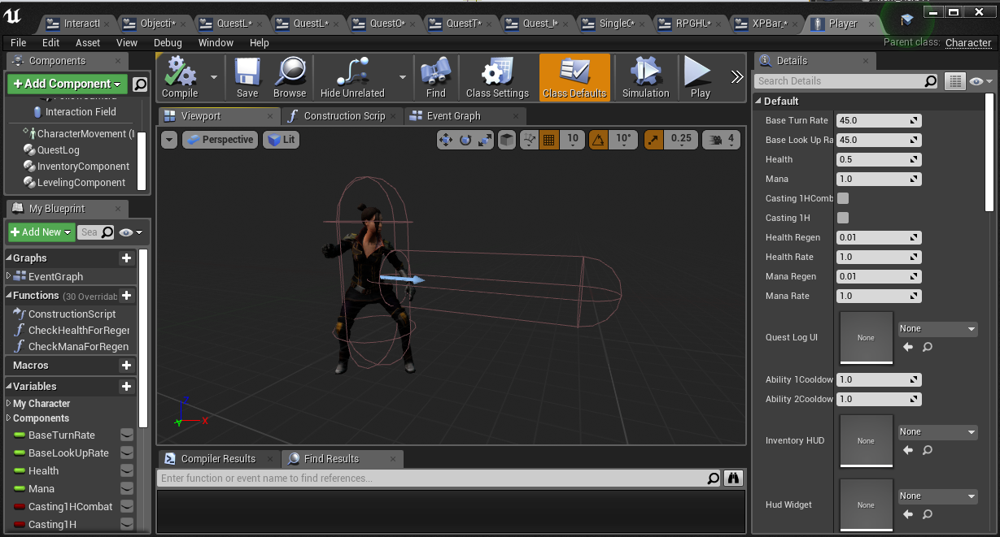 InteractI
Objecti*
QuestL*
QuestL*
QuestO*
QuestT*
Quest_I*
SingleC*
RPGHU*
XPBar_*
Player
Parent class: Character
File Edit Asset View Debug Window Help
Components
+Add Component
Interaction Field
CharacterMovement (I
QuestLog
InventoryComponent
LevelingComponent
Compile
Save
Browse
Hide Unrelated
Find
Class Settings
Class Defaults
Simulation
Play
Viewport
Construction Scrip
Event Graph
Perspective
Lit
10
10°
0.25
4
X
Y
My Blueprint
+Add New
Sea
Graphs
EventGraph
Functions (30 Overridab
ConstructionScript
CheckHealthForReger
CheckManaForRegen
Macros
Variables
My Character
Components
BaseTurnRate
BaseLookUpRate
Health
Mana
Casting1HCombat
Casting1H
Compiler Results
Find Results
Enter function or event name to find references...
Details
Search Details
Default
Base Turn Rate 45.0
Base Look Up Ra 45.0
Health 0.5
Mana 1.0
Casting 1HComb
Casting 1H
Health Regen 0.01
Health Rate 1.0
Mana Regen 0.01
Mana Rate 1.0
Quest Log UI None None
Ability 1Cooldow 1.0
Ability 2Cooldow 1.0
Inventory HUD None None
Hud Widget None None